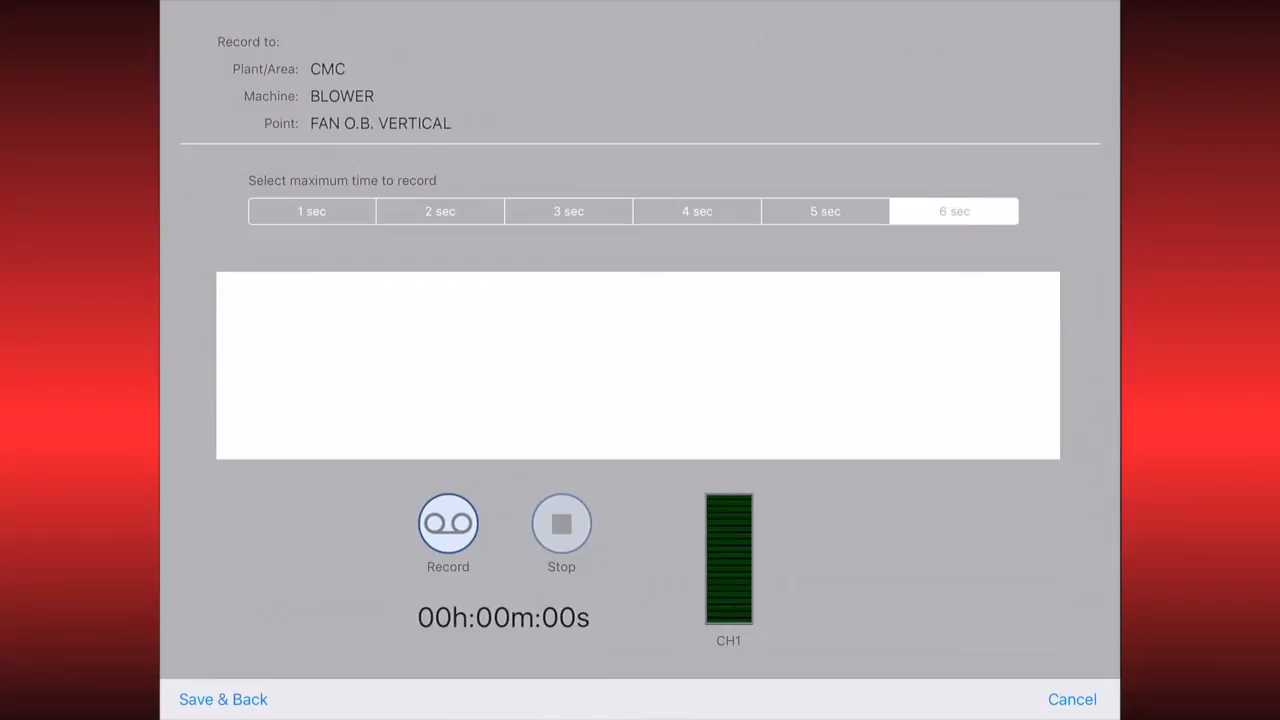 Record to:
Plant/Area: CMC
Machine: BLOWER
Point: FAN O.B. VERTICAL
Select maximum time to record
1 sec 2 sec 3 sec 4 sec 5 sec 6 sec
Record Stop
00h:00m:00s
CH1
Save & Back Cancel